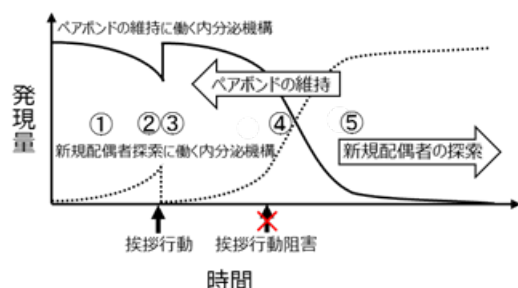 ペアボンドの維持に働く内分泌機構
発現量
ペアボンドの維持
① ②③ ④ ⑤
新規配偶者探索に働く内分泌機構
新規配偶者の探索
挨拶行動
挨拶行動阻害
時間